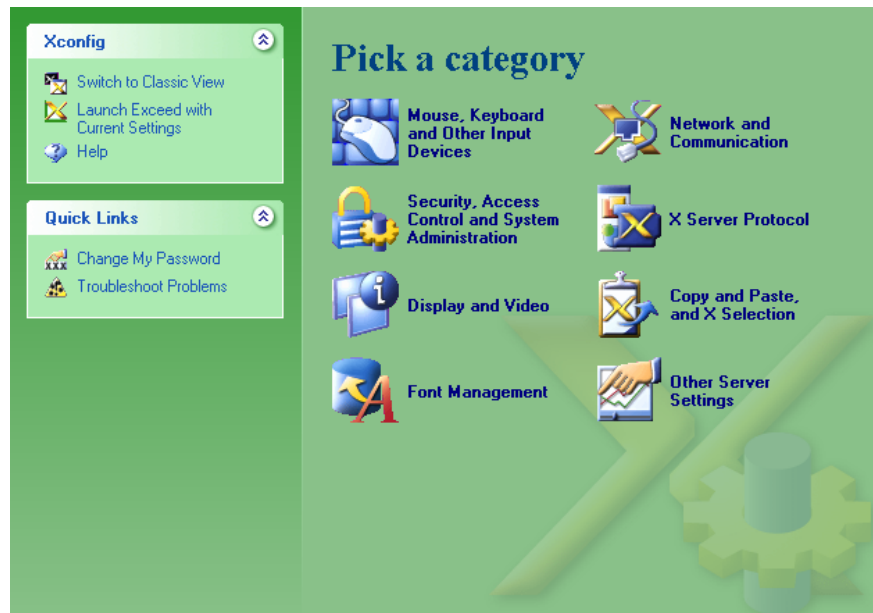 Xconfig
Switch to Classic View
Launch Exceed with
Current Settings
Help
Quick Links
Change My Password
Troubleshoot Problems
Pick a category
Mouse, Keyboard
and Other Input
Devices
Network and
Communication
Security, Access
Control and System
Administration
X Server Protocol
Display and Video
Copy and Paste,
and X Selection
Font Management
Other Server
Settings